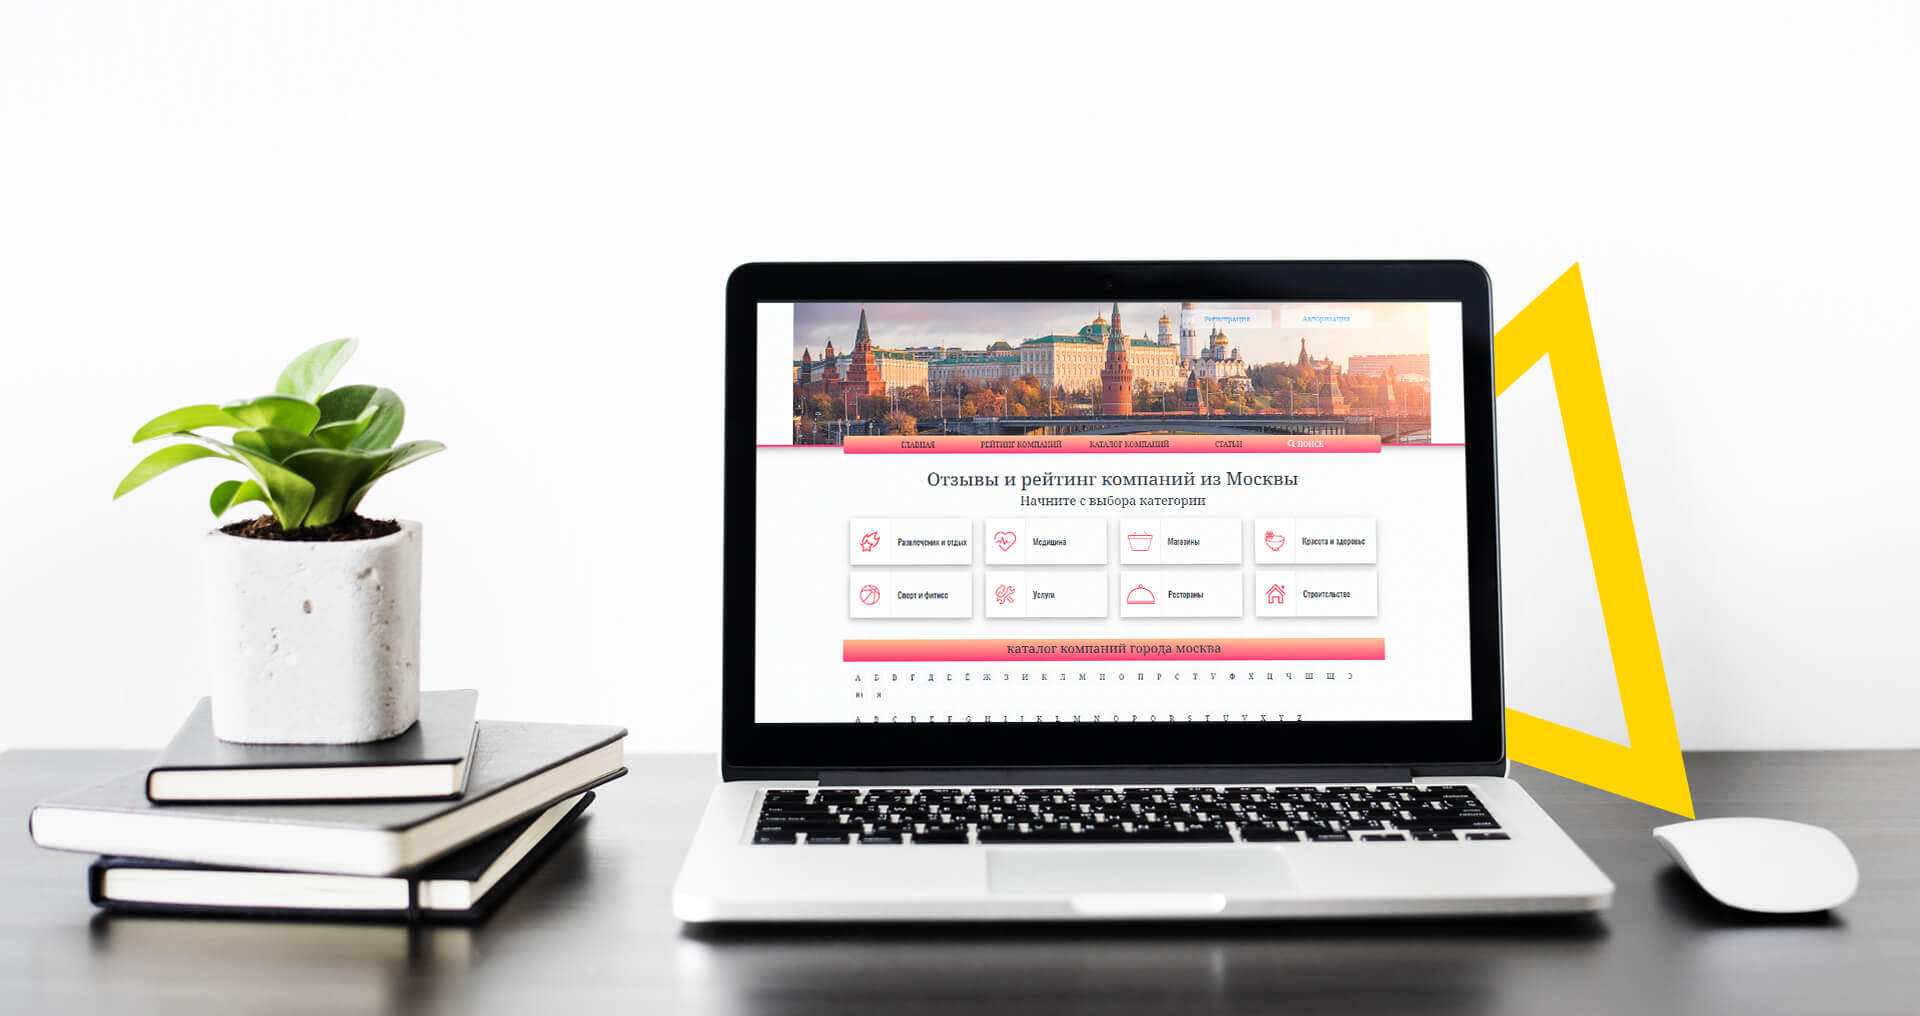 Регистрация Авторизация
ГЛАВНАЯ РЕЙТИНГ КОМПАНИЙ КАТАЛОГ КОМПАНИЙ СТАТЬИ ПОИСК
Отзывы и рейтинг компаний из Москвы
Начните с выбора категории
Развлечения и отдых Медицина Магазины Красота и здоровье
Спорт и фитнес Услуги Рестораны Строительство
каталог компаний города москва
А Б В Г Д Е Ё Ж З И К Л М Н О П Р С Т У Ф Х Ц Ч Ш Щ Э
Ю Я
A B C D E F G H I J K L M N O P Q R S T U V X Y Z